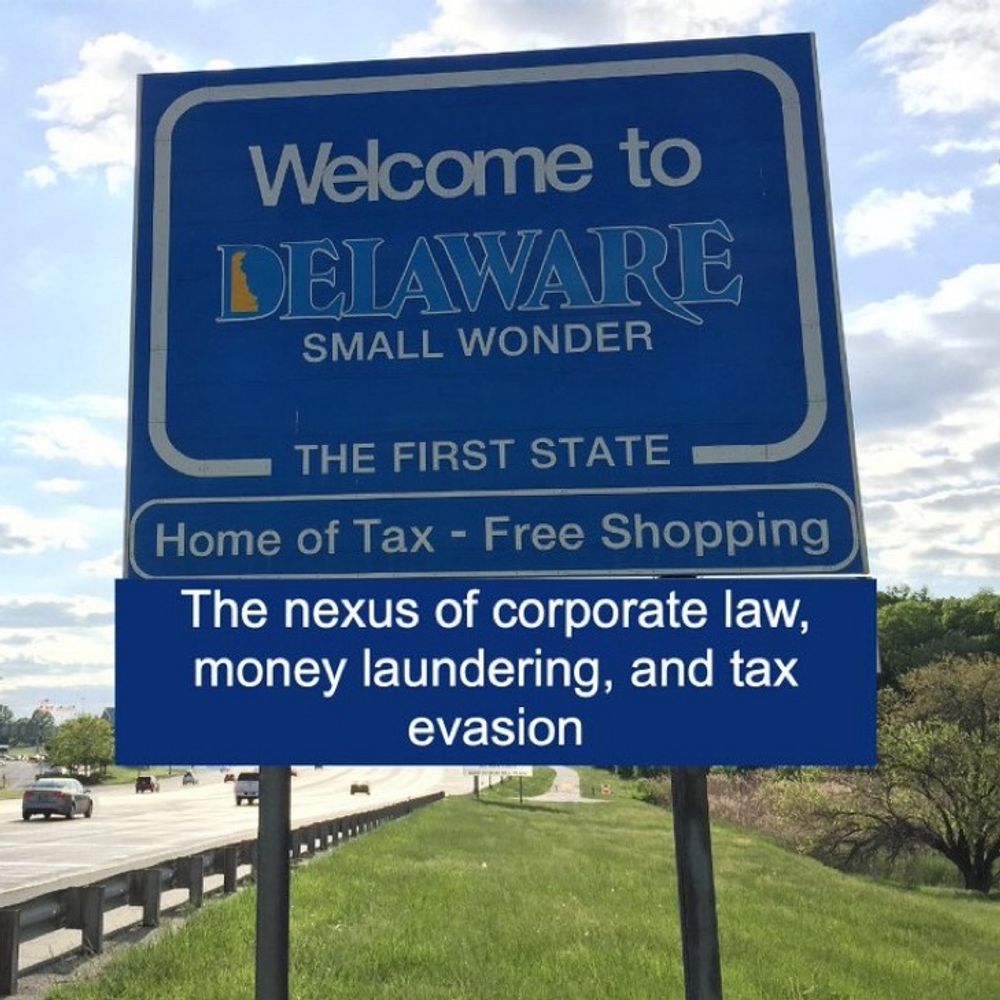 Welcome to
DELAWARE
SMALL WONDER
THE FIRST STATE
Home of Tax - Free Shopping
The nexus of corporate law,
money laundering, and tax
evasion